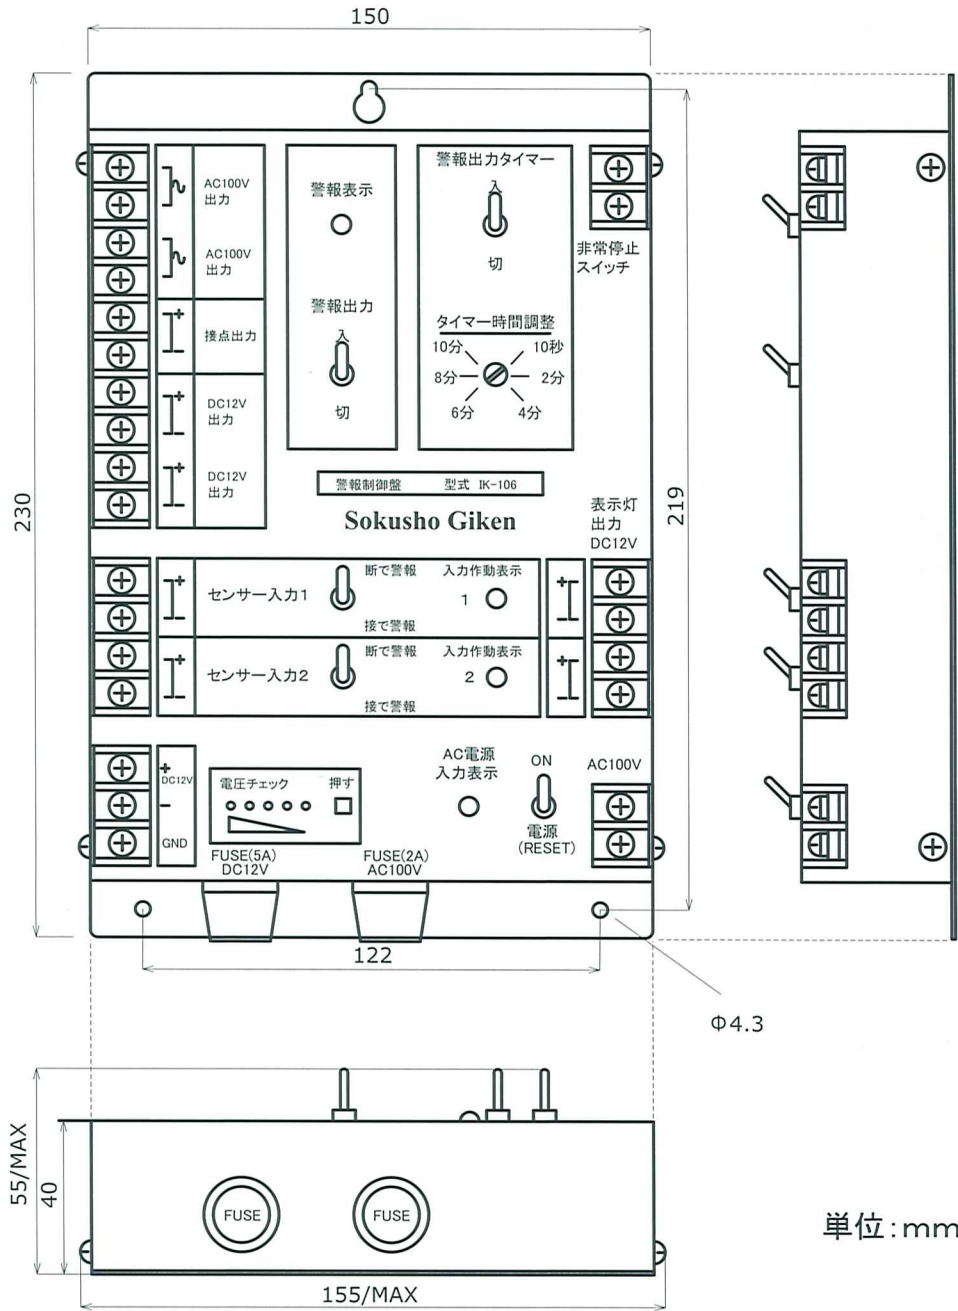 150
230
219
警報表示
警報出力
入
切
警報出力タイマー
入
切
タイマー時間調整
10分
10秒
8分
2分
6分
4分
非常停止
スイッチ
AC100V
出力
AC100V
出力
接点出力
DC12V
出力
DC12V
出力
+
+
+
警報制御盤 型式 IK-106
Sokusho Giken
表示灯
出力
DC12V
+
センサー入力1
断で警報
接で警報
入力作動表示
1
+
+
センサー入力2
断で警報
接で警報
入力作動表示
2
+
+
DC12V
−
GND
電圧チェック 押す
AC電源
入力表示
ON
電源
(RESET)
AC100V
FUSE(5A)
DC12V
FUSE(2A)
AC100V
122
Φ4.3
55/MAX
40
FUSE
FUSE
155/MAX
単位:mm